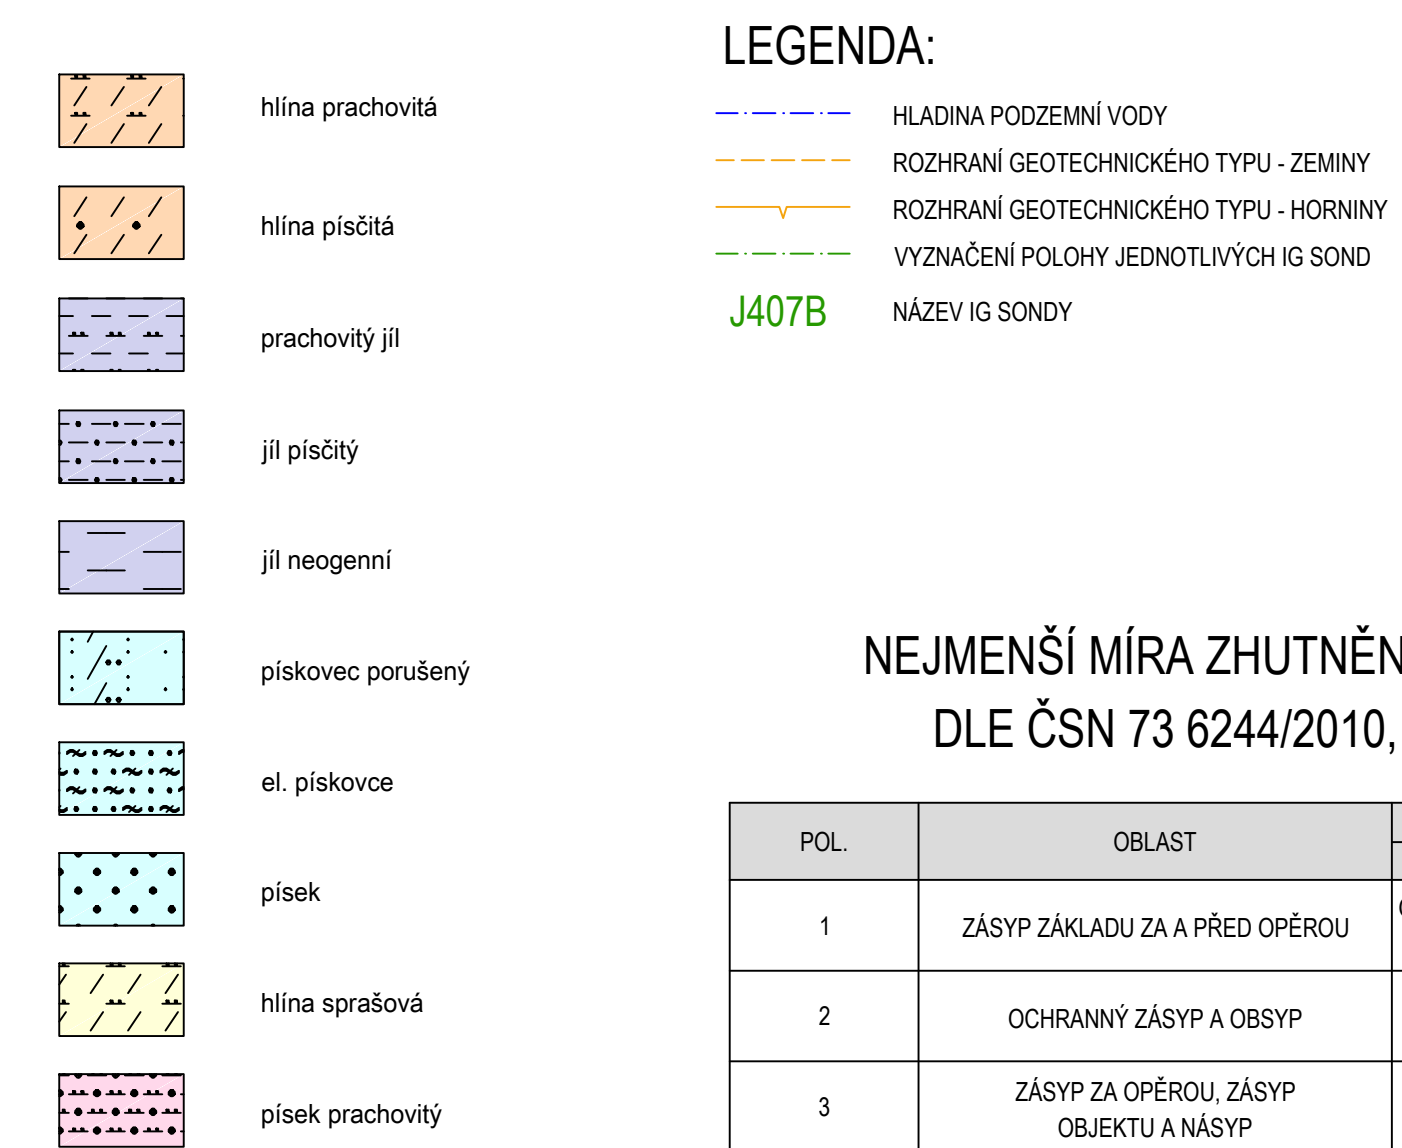 hlína prachovitá
hlína písčitá
prachovitý jíl
jíl písčitý
jíl neogenní
pískovec porušený
el. pískovce
písek
hlína sprašová
písek prachovitý
LEGENDA:
HLADINA PODZEMNÍ VODY
ROZHRANÍ GEOTECHNICKÉHO TYPU - ZEMINY
ROZHRANÍ GEOTECHNICKÉHO TYPU - HORNINY
VYZNAČENÍ POLOHY JEDNOTLIVÝCH IG SOND
J407B NÁZEV IG SONDY
NEJMENŠÍ MÍRA ZHUTNĚN
DLE ČSN 73 6244/2010,
POL. OBLAST
1 ZÁSYP ZÁKLADU ZA A PŘED OPĚROU
2 OCHRANNÝ ZÁSYP A OBSYP
3 ZÁSYP ZA OPĚROU, ZÁSYP
OBJEKTU A NÁSYP